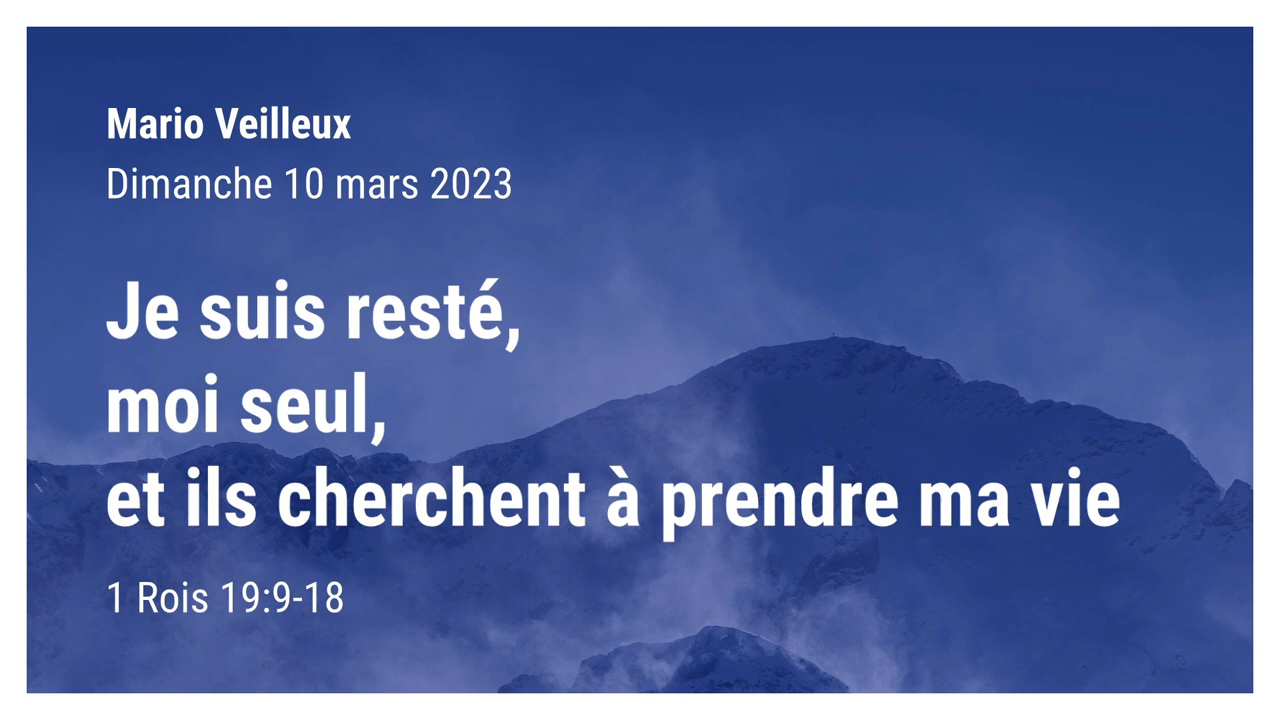 Mario Veilleux
Dimanche 10 mars 2023
Je suis resté,
moi seul,
et ils cherchent à prendre ma vie
1 Rois 19:9-18